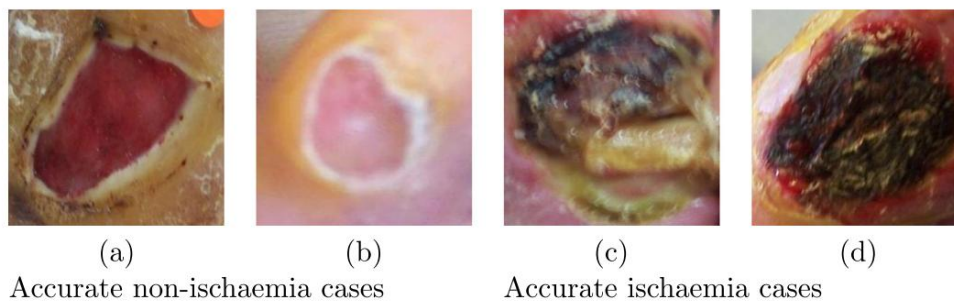 (a) (b) (c) (d)
Accurate non-ischaemia cases Accurate ischaemia cases